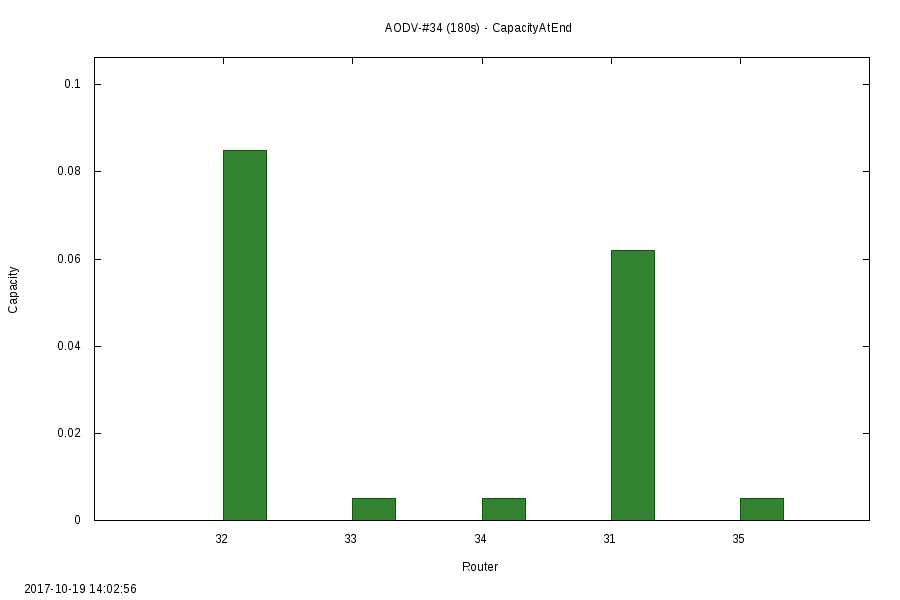 AODV-#34 (180s) - CapacityAtEnd
0.1
0.08
0.06
0.04
0.02
0
Capacity
32 33 34 31 35
Router
2017-10-19 14:02:56